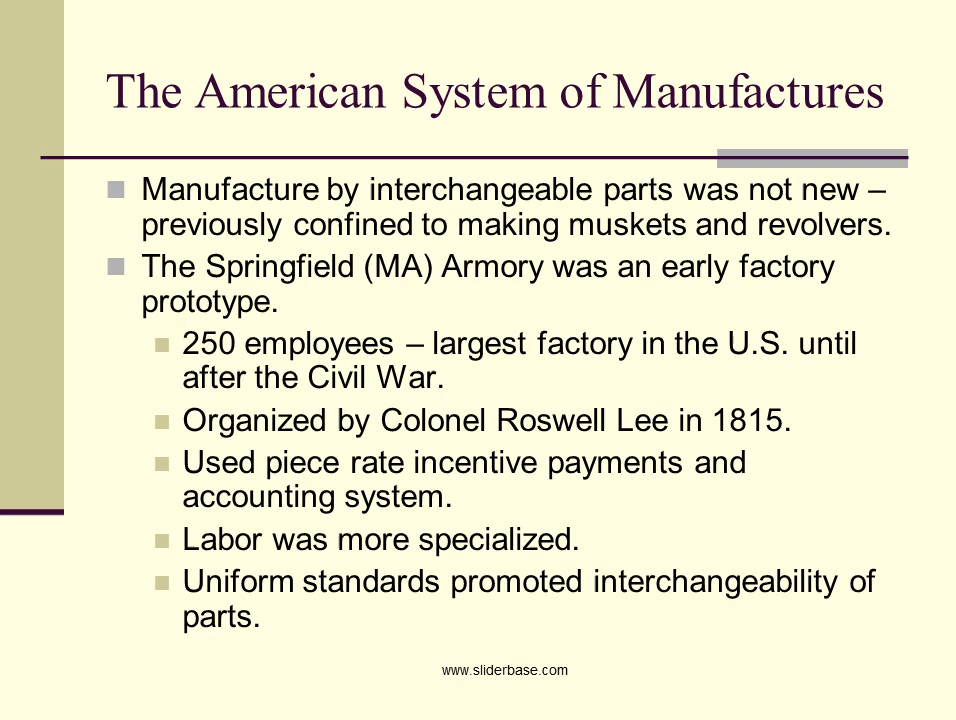 The American System of Manufactures
Manufacture by interchangeable parts was not new –
previously confined to making muskets and revolvers.
The Springfield (MA) Armory was an early factory
prototype.
250 employees – largest factory in the U.S. until
after the Civil War.
Organized by Colonel Roswell Lee in 1815.
Used piece rate incentive payments and
accounting system.
Labor was more specialized.
Uniform standards promoted interchangeability of
parts.
www.sliderbase.com